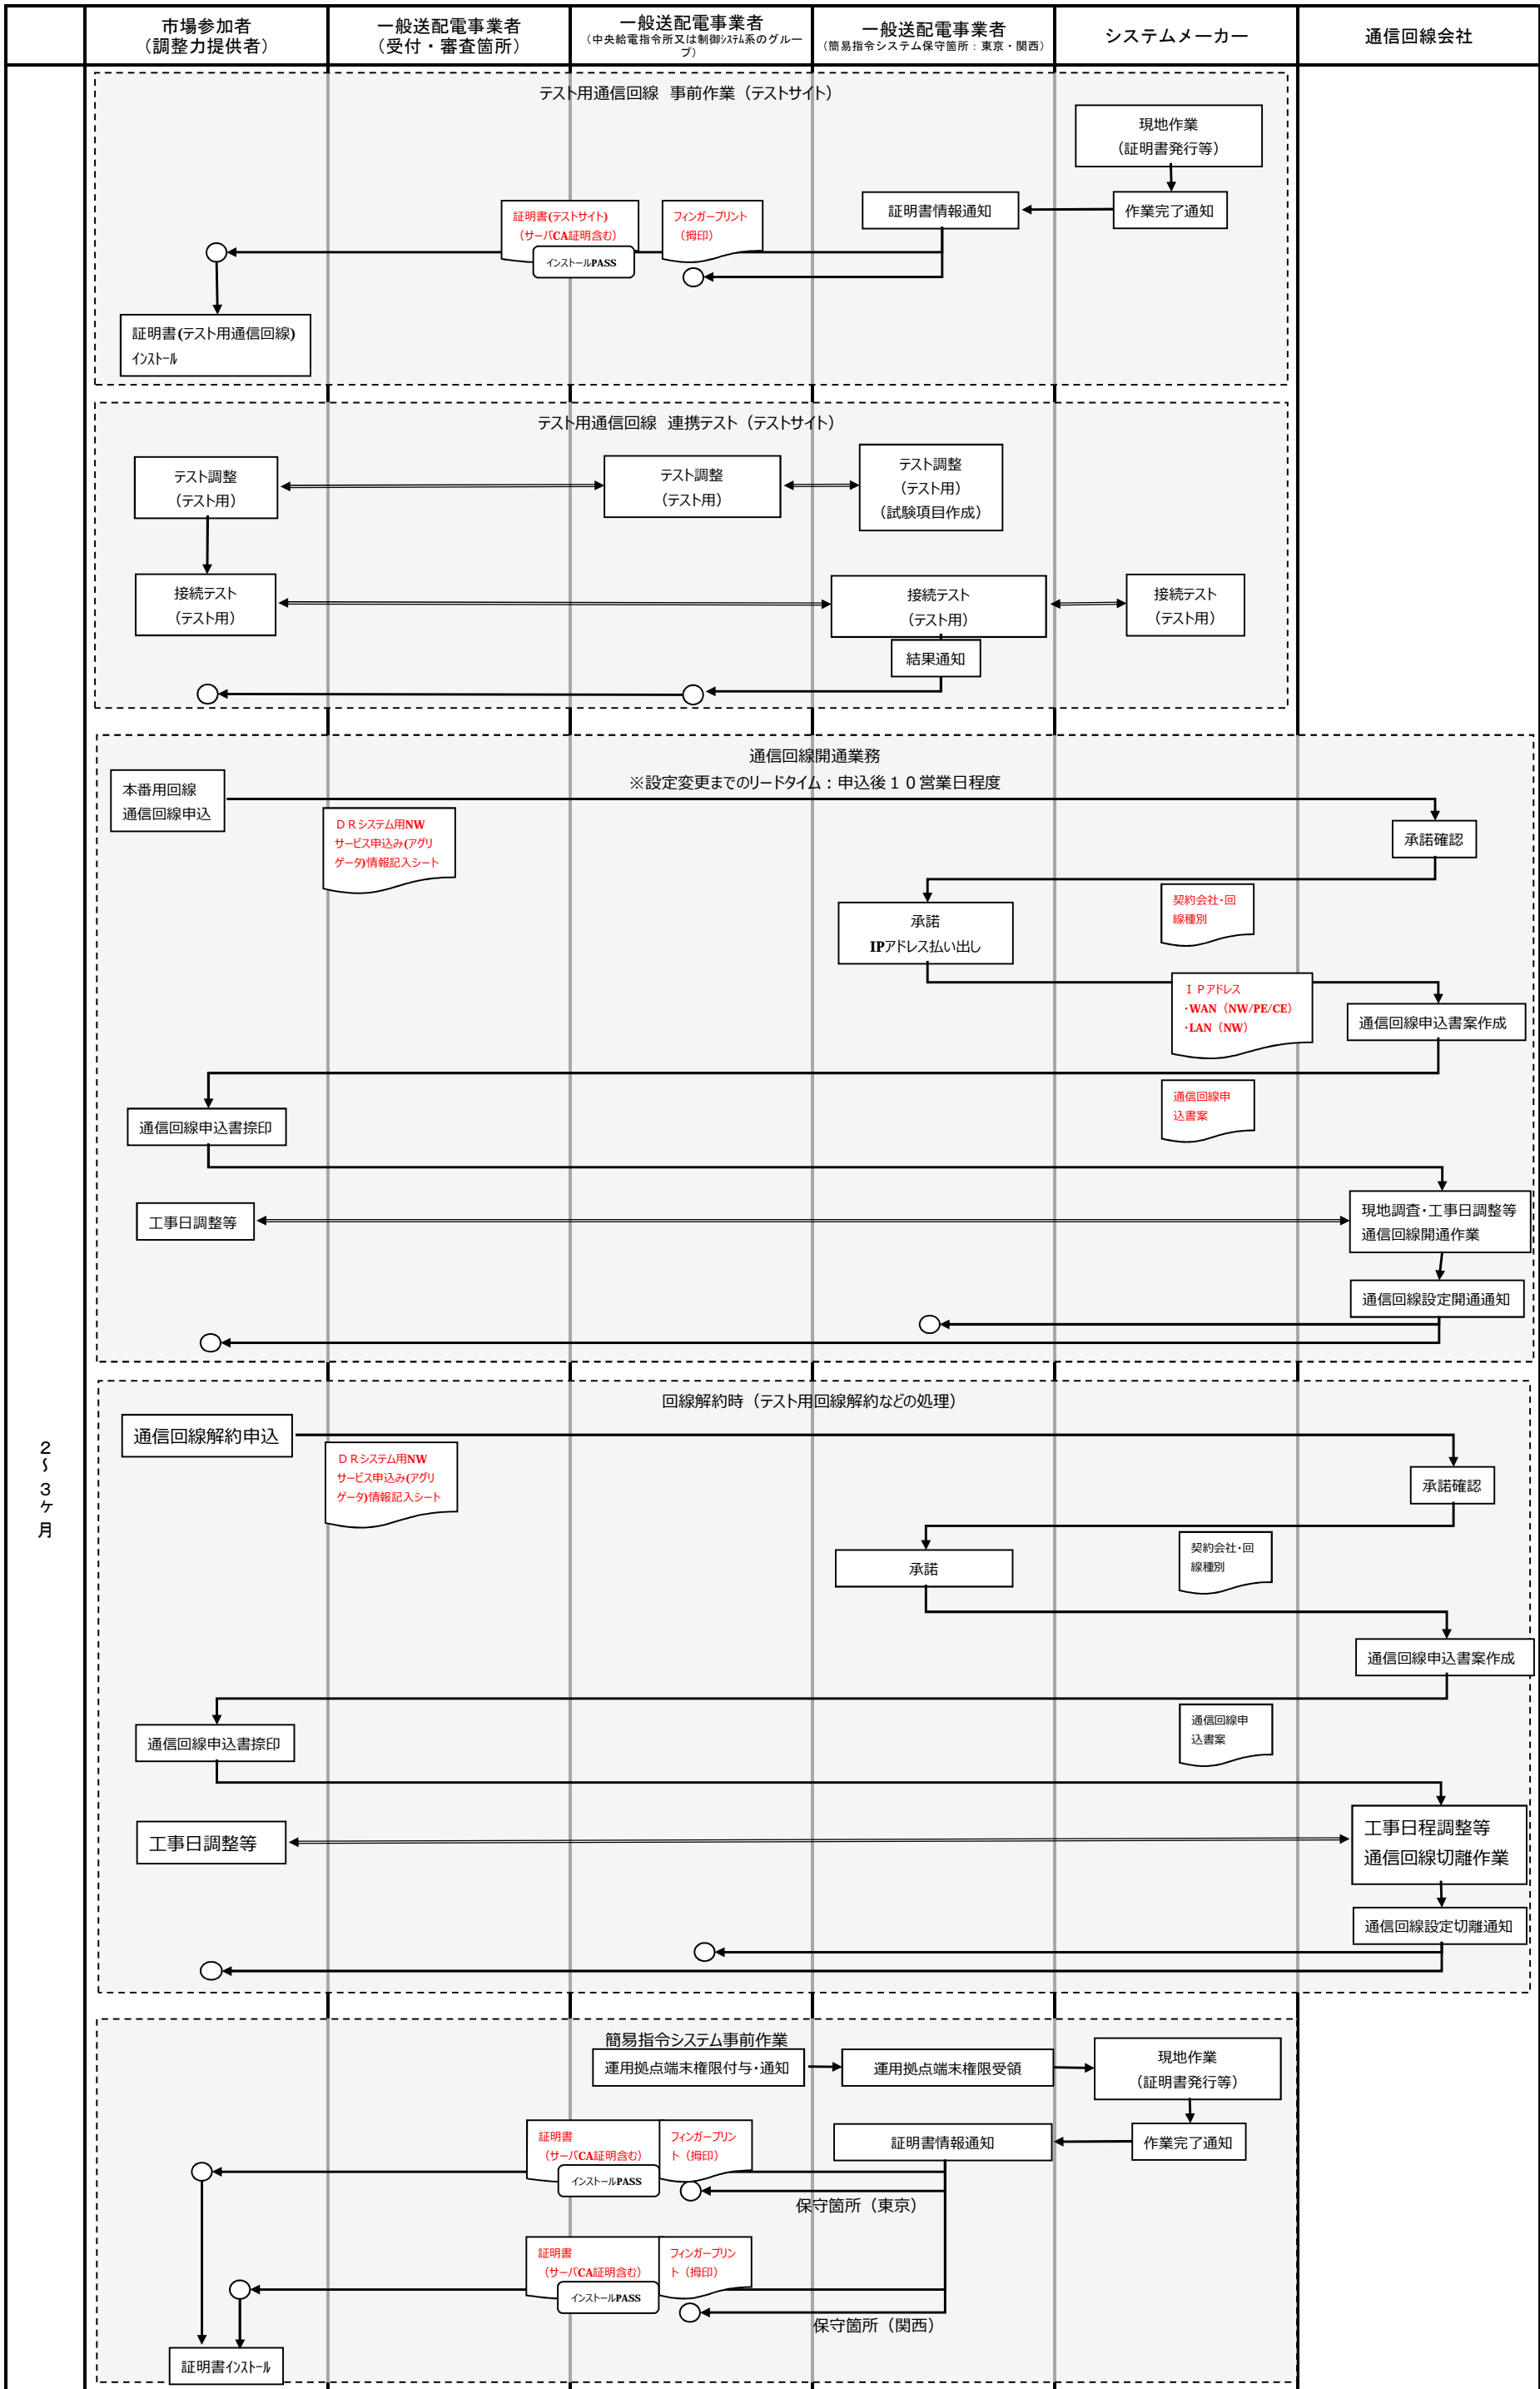 市場参加者
（調整力提供者）
一般送配電事業者
（受付・審査箇所）
一般送配電事業者
（中央給電指令所又は制御ｼｽﾃﾑ系のグルー
プ）
一般送配電事業者
（簡易指令システム保守箇所：東京・関西）
システムメーカー
通信回線会社
２～３ヶ月
テスト用通信回線　事前作業（テストサイト）
現地作業
（証明書発行等）
証明書情報通知
作業完了通知
証明書(テストサイト)
（サーバCA証明含む）
インストールPASS
フィンガープリント
（拇印）
証明書(テスト用通信回線)
インストール
テスト用通信回線　連携テスト（テストサイト）
テスト調整
（テスト用）
テスト調整
（テスト用）
テスト調整
（テスト用）
（試験項目作成）
接続テスト
（テスト用）
接続テスト
（テスト用）
接続テスト
（テスト用）
結果通知
通信回線開通業務
※設定変更までのリードタイム：申込後１０営業日程度
本番用回線
通信回線申込
ＤＲシステム用NW
サービス申込み(アグリ
ゲータ)情報記入シート
承諾確認
契約会社・回
線種別
承諾
IPアドレス払い出し
ＩＰアドレス
・WAN（NW/PE/CE）
・LAN（NW）
通信回線申込書案作成
通信回線申
込書案
通信回線申込書捺印
工事日調整等
現地調査・工事日調整等
通信回線開通作業
通信回線設定開通通知
回線解約時（テスト用回線解約などの処理）
通信回線解約申込
ＤＲシステム用NW
サービス申込み(アグリ
ゲータ)情報記入シート
承諾確認
契約会社・回
線種別
承諾
通信回線申込書案作成
通信回線申
込書案
通信回線申込書捺印
工事日調整等
工事日程調整等
通信回線切離作業
通信回線設定切離通知
簡易指令システム事前作業
運用拠点端末権限付与・通知
運用拠点端末権限受領
現地作業
（証明書発行等）
証明書情報通知
作業完了通知
証明書
（サーバCA証明含む）
インストールPASS
フィンガープリン
ト（拇印）
保守箇所（東京）
証明書
（サーバCA証明含む）
インストールPASS
フィンガープリン
ト（拇印）
保守箇所（関西）
証明書インストール